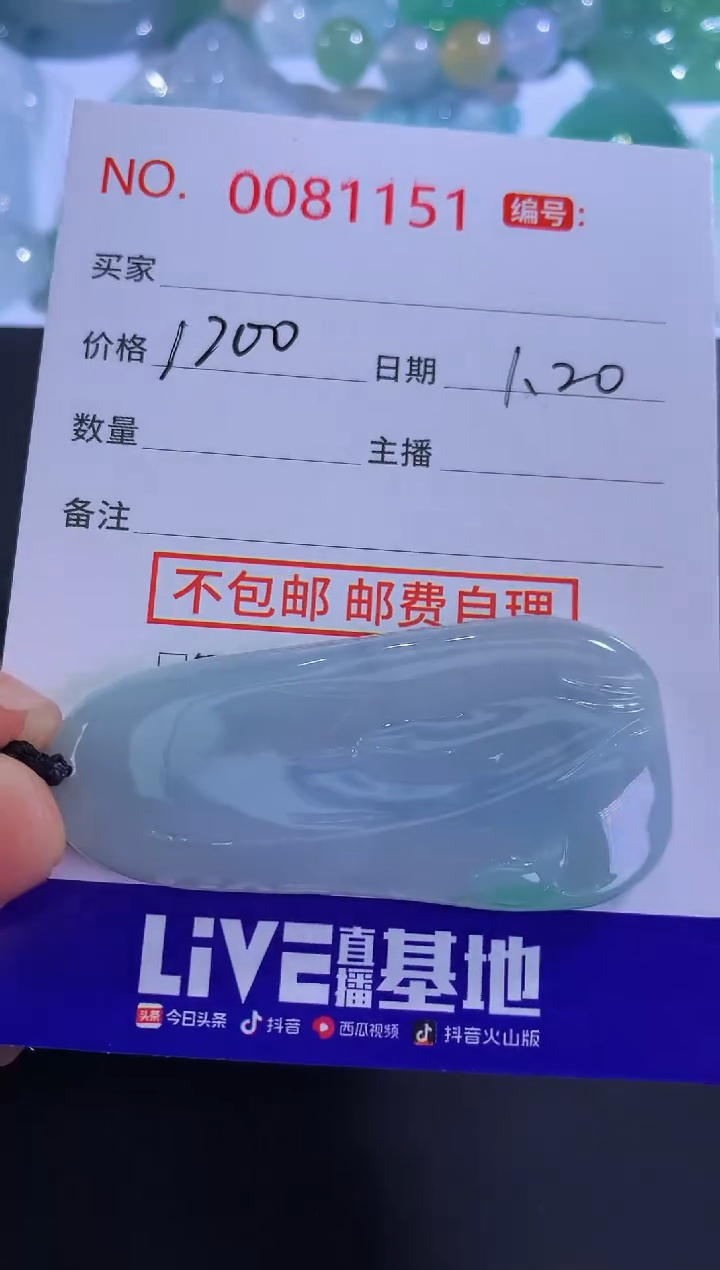 NO. 0081151 编号:
买家
价格 1700 日期 1.20
数量 主播
备注
不包邮 邮费自理
LiVE直播基地
头条 今日头条 抖音 西瓜视频 抖音火山版